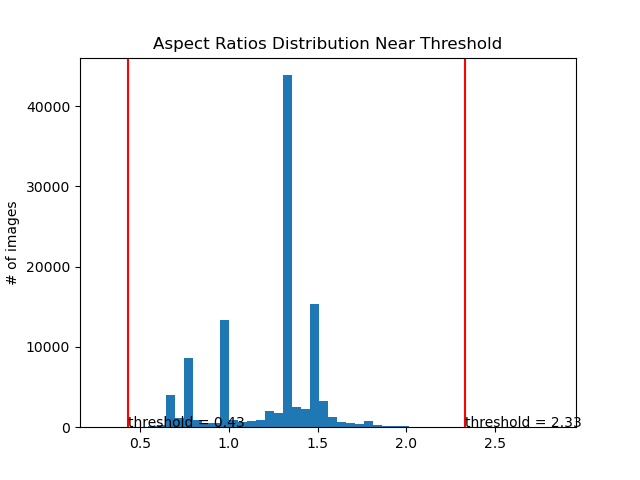 Aspect Ratios Distribution Near Threshold
# of images
40000
30000
20000
10000
0
threshold = 0.43
threshold = 2.33
0.5
1.0
1.5
2.0
2.5